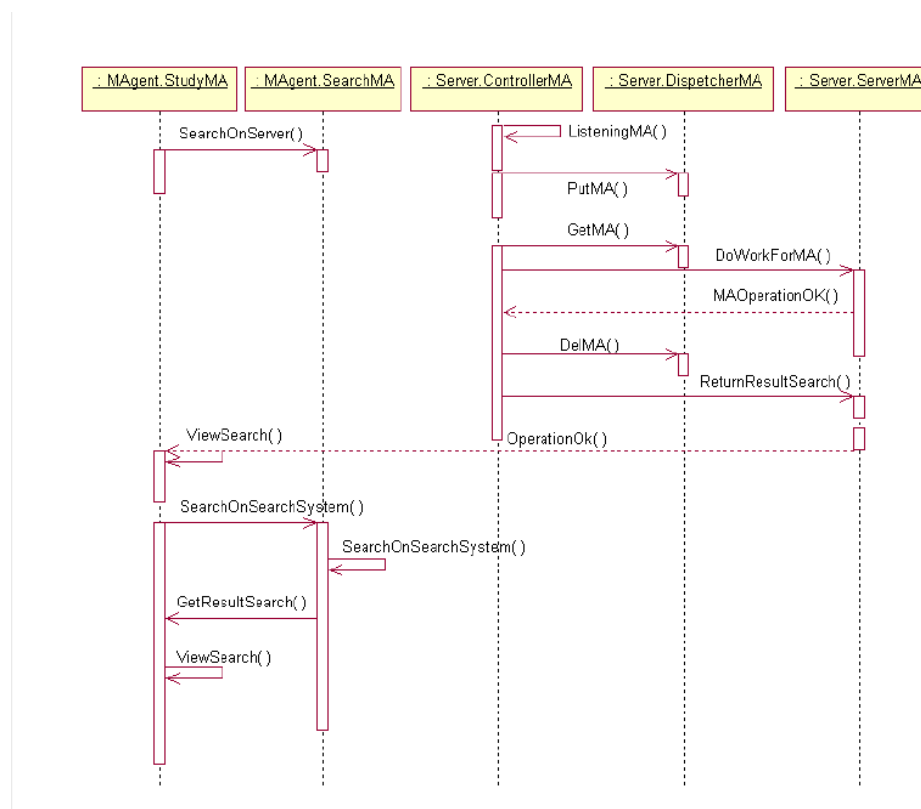 : MAgent.StudyMA
: MAgent.SearchMA
: Server.ControllerMA
: Server.DispetcherMA
: Server.ServerMA
SearchOnServer()
ListeningMA()
PutMA()
GetMA()
DoWorkForMA()
MAOperationOK()
DelMA()
ReturnResultSearch()
ViewSearch()
OperationOk()
SearchOnSearchSystem()
SearchOnSearchSystem()
GetResultSearch()
ViewSearch()